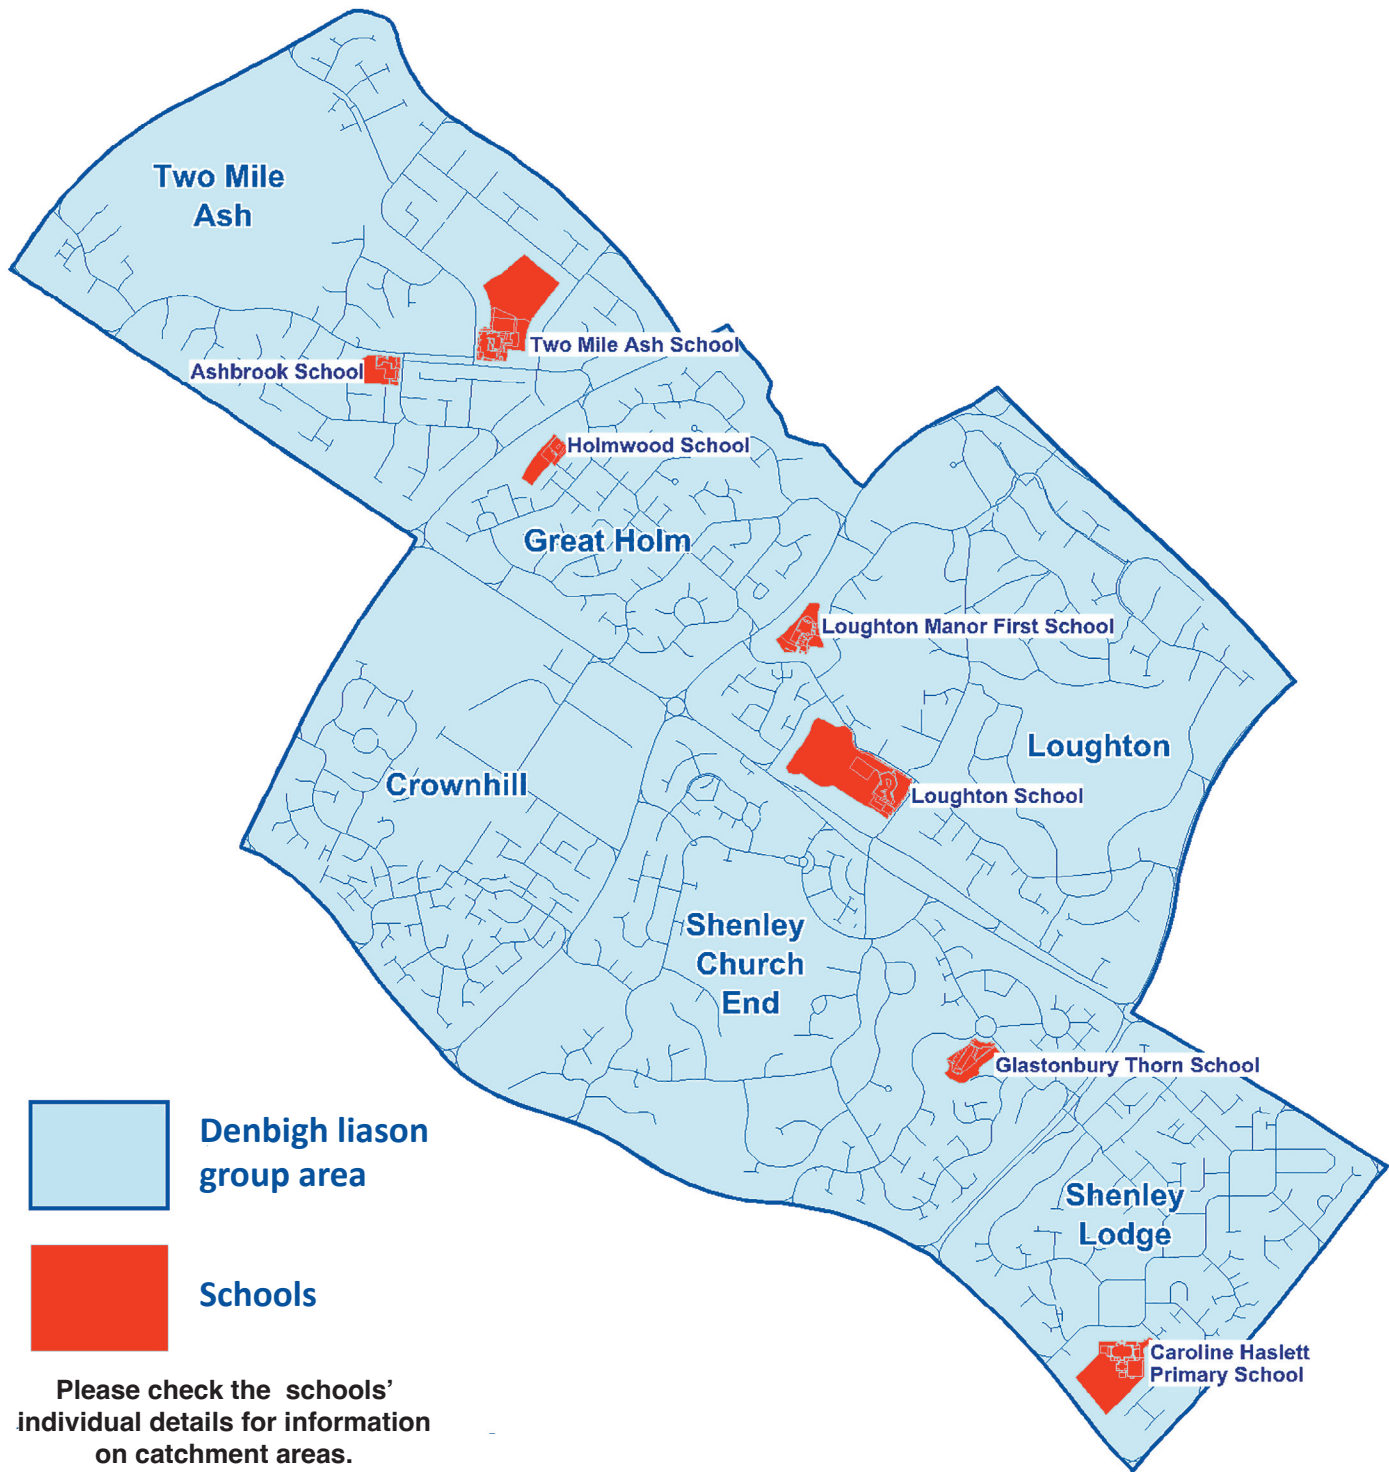 Two Mile
Ash
Two Mile Ash School
Ashbrook School
Holmwood School
Great Holm
Loughton Manor First School
Loughton
Crownhill
Loughton School
Shenley
Church
End
Glastonbury Thorn School
Denbigh liason
group area
Shenley
Lodge
Schools
Caroline Haslett
Primary School
Please check the schools'
individual details for information
on catchment areas.